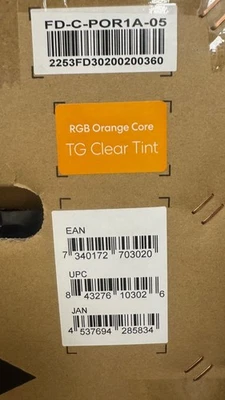 FD-C-POR1A-05
2253FD30200200360
RGB Orange Core
TG Clear Tint
EAN
7 340172 703020
UPC
8 43276 10302 6
JAN
4 537694 285834